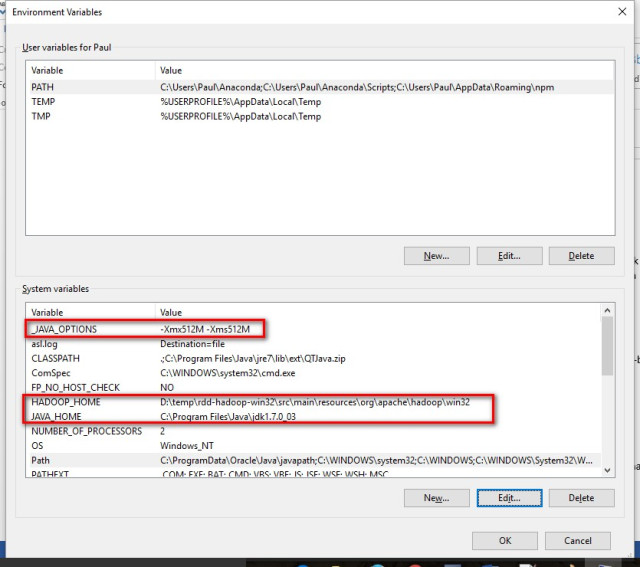 Environment Variables
User variables for Paul
Variable Value
PATH C:\Users\Paul\Anaconda;C:\Users\Paul\Anaconda\Scripts;C:\Users\Paul\AppData\Roaming\npm
TEMP %USERPROFILE%\AppData\Local\Temp
TMP %USERPROFILE%\AppData\Local\Temp
New... Edit... Delete
System variables
Variable Value
_JAVA_OPTIONS -Xmx512M -Xms512M
asl.log Destination=file
CLASSPATH .;C:\Program Files\Java\jre7\lib\ext\QTJava.zip
ComSpec C:\WINDOWS\system32\cmd.exe
FP_NO_HOST_CHECK NO
HADOOP_HOME D:\temp\rdd-hadoop-win32\src\main\resources\org\apache\hadoop\win32
JAVA_HOME C:\Program Files\Java\jdk1.7.0_03
NUMBER_OF_PROCESSORS 2
OS Windows_NT
Path C:\ProgramData\Oracle\Java\javapath;C:\WINDOWS\system32;C:\WINDOWS;C:\WINDOWS\System32\W...
PATHEXT .COM;.EXE;.BAT;.CMD;.VBS;.VBE;.JS;.JSE;.WSF;.WSH;.MSC
New... Edit... Delete
OK Cancel